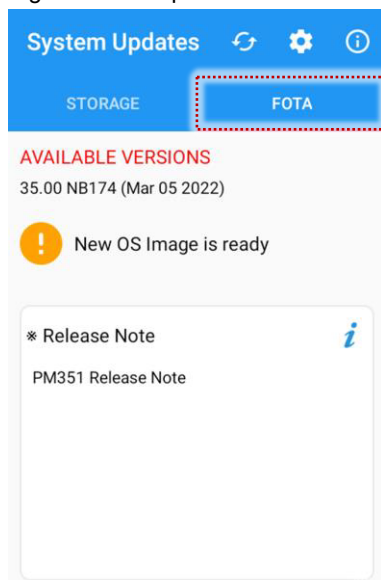 System Updates
STORAGE FOTA
AVAILABLE VERSIONS
35.00 NB174 (Mar 05 2022)
New OS Image is ready
※ Release Note
PM351 Release Note